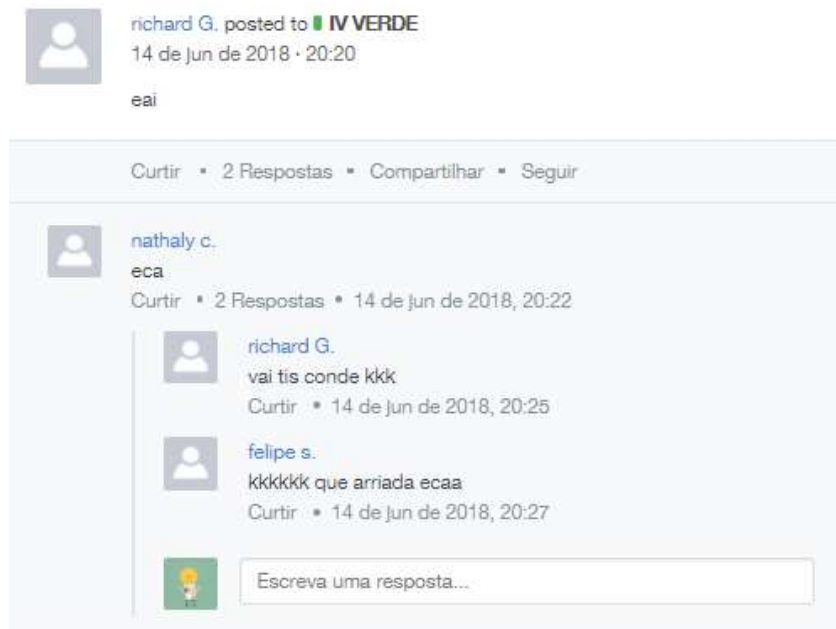 richard G. posted to IV VERDE
14 de jun de 2018 · 20:20
eai
Curtir • 2 Respostas • Compartilhar • Seguir
nathaly c.
eca
Curtir • 2 Respostas • 14 de jun de 2018, 20:22
richard G.
vai tis conde kkk
Curtir • 14 de jun de 2018, 20:25
felipe s.
kkkkkk que arriada ecaa
Curtir • 14 de jun de 2018, 20:27
Escreva uma resposta...